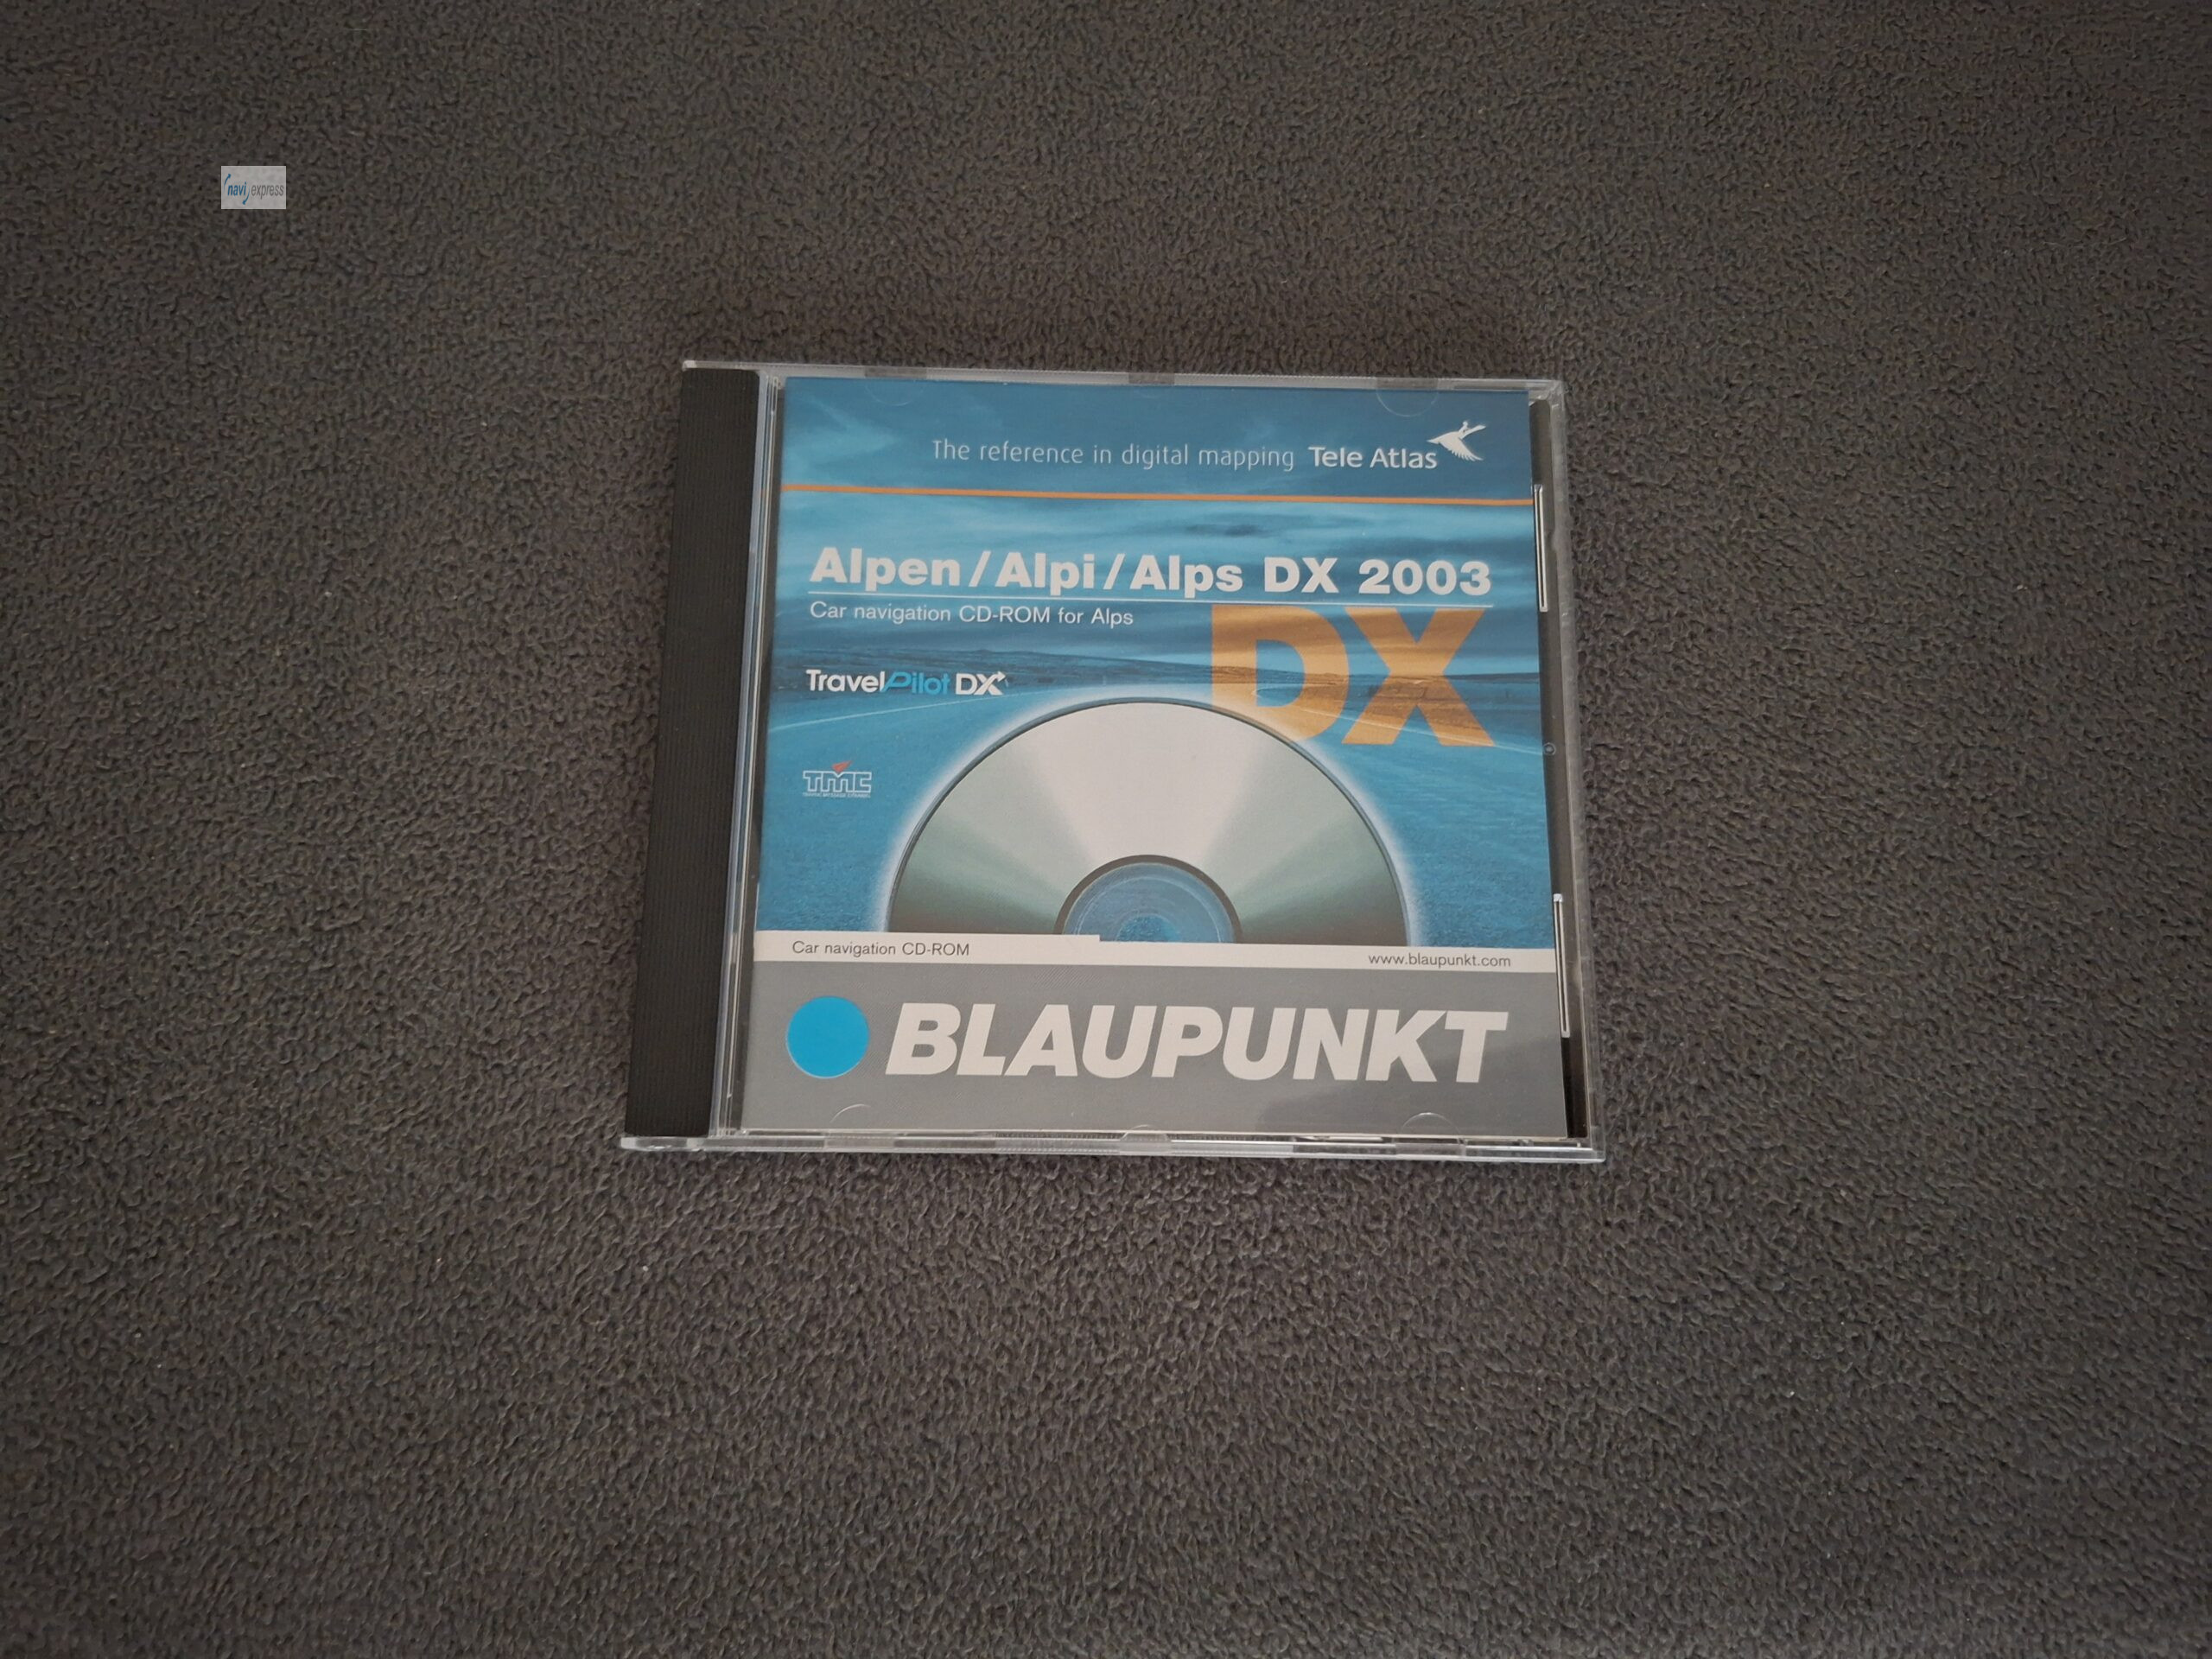 navi express
The reference in digital mapping Tele Atlas
Alpen / Alpi / Alps DX 2003
Car navigation CD-ROM for Alps
DX
TravelPilot DX
TMC
Car navigation CD-ROM
www.blaupunkt.com
BLAUPUNKT